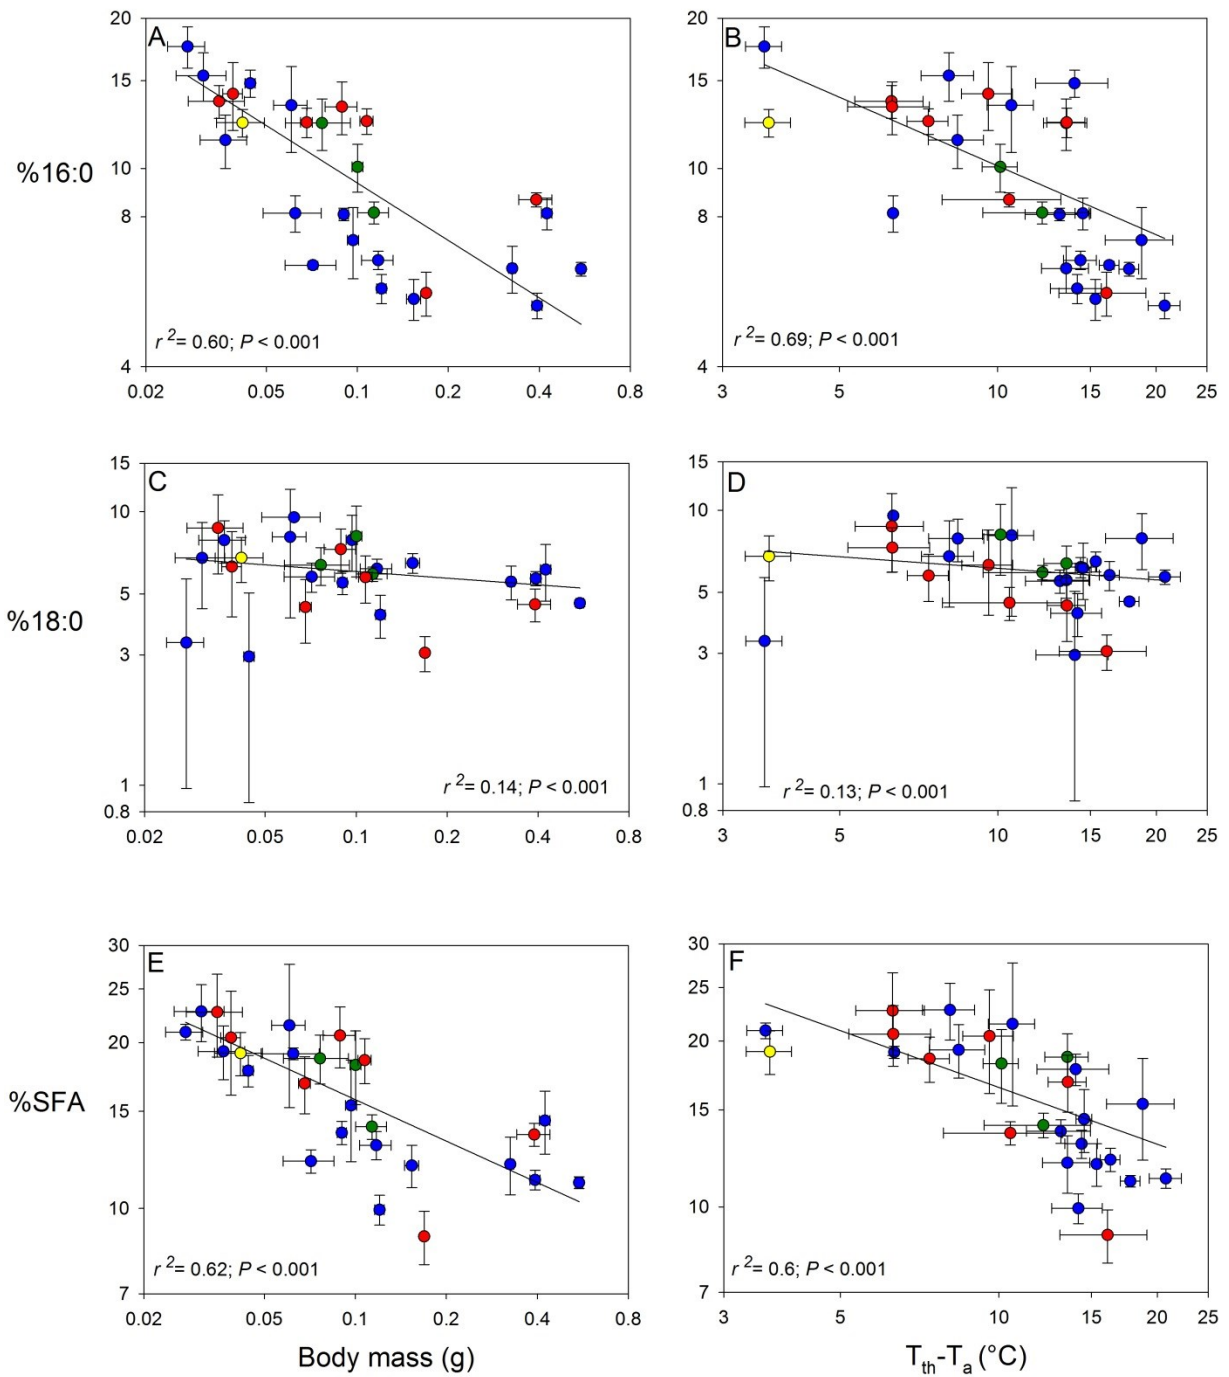 A
B
20
15
10
8
4
%16:0
r² = 0.60; P < 0.001
0.02 0.05 0.1 0.2 0.4 0.8
20
15
10
8
4
r² = 0.69; P < 0.001
3 5 10 15 20 25
C
D
15
10
5
3
1
0.8
%18:0
r² = 0.14; P < 0.001
0.02 0.05 0.1 0.2 0.4 0.8
15
10
5
3
1
0.8
r² = 0.13; P < 0.001
3 5 10 15 20 25
E
F
30
25
20
15
10
7
%SFA
r² = 0.62; P < 0.001
0.02 0.05 0.1 0.2 0.4 0.8
Body mass (g)
30
25
20
15
10
7
r² = 0.6; P < 0.001
3 5 10 15 20 25
Tth-Ta (°C)